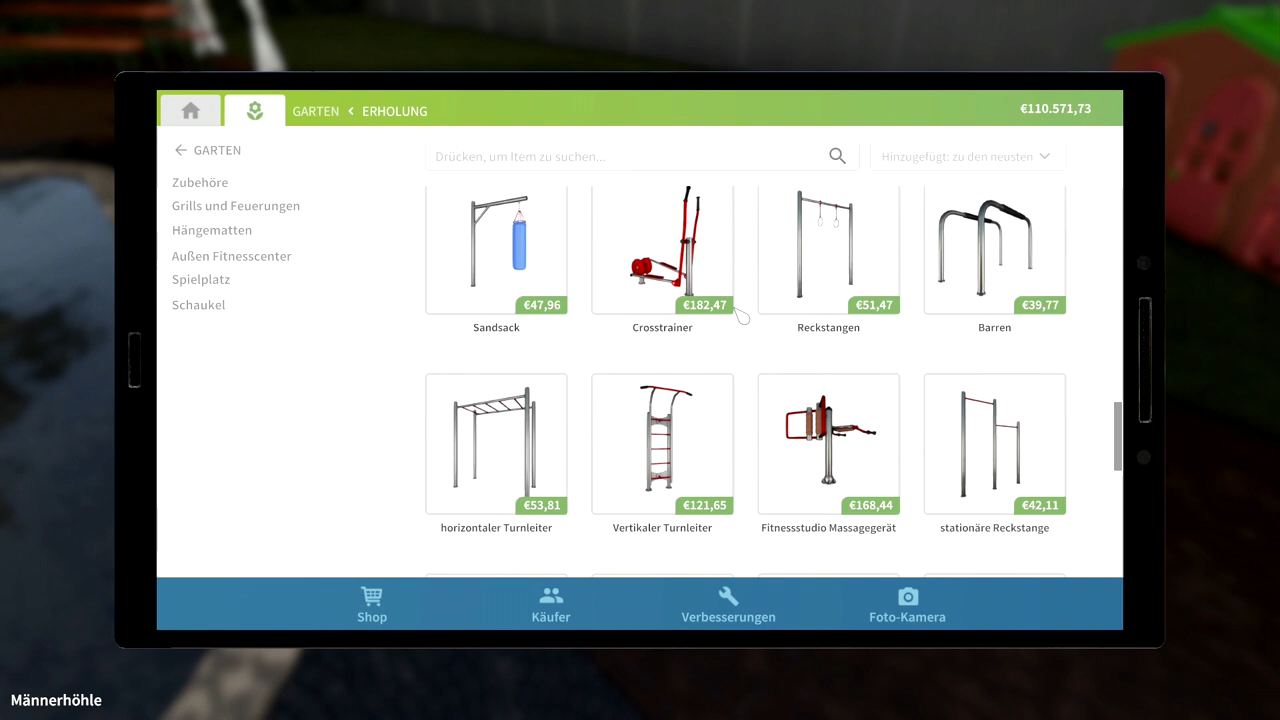 GARTEN < ERHOLUNG
€110.571,73
← GARTEN
Drücken, um Item zu suchen...
Hinzugefügt: zu den neusten
Zubehöre
Grills und Feuerungen
Hängematten
Außen Fitnesscenter
Spielplatz
Schaukel
€47,96
€182,47
€51,47
€39,77
Sandsack
Crosstrainer
Reckstangen
Barren
€53,81
€121,65
€168,44
€42,11
horizontaler Turnleiter
Vertikaler Turnleiter
Fitnessstudio Massagegerät
stationäre Reckstange
Shop
Käufer
Verbesserungen
Foto-Kamera
Männerhöhle